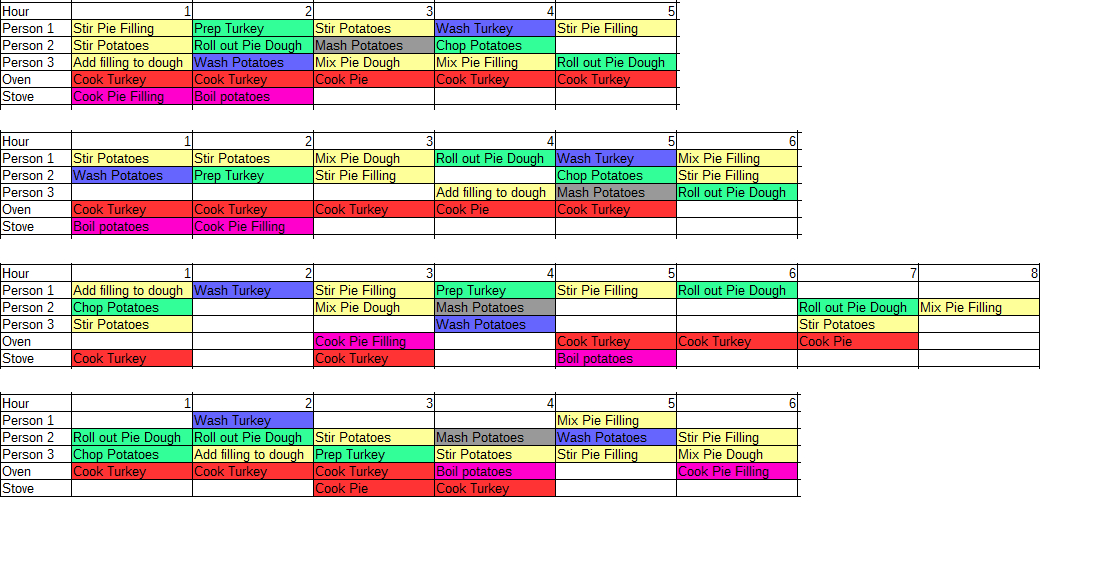 Hour 1 2 3 4 5
Person 1 Stir Pie Filling Prep Turkey Stir Potatoes Wash Turkey Stir Pie Filling
Person 2 Stir Potatoes Roll out Pie Dough Mash Potatoes Chop Potatoes
Person 3 Add filling to dough Wash Potatoes Mix Pie Dough Mix Pie Filling Roll out Pie Dough
Oven Cook Turkey Cook Turkey Cook Pie Cook Turkey Cook Turkey
Stove Cook Pie Filling Boil potatoes
Hour 1 2 3 4 5 6
Person 1 Stir Potatoes Stir Potatoes Mix Pie Dough Roll out Pie Dough Wash Turkey Mix Pie Filling
Person 2 Wash Potatoes Prep Turkey Stir Pie Filling Chop Potatoes Stir Pie Filling
Person 3 Add filling to dough Mash Potatoes Roll out Pie Dough
Oven Cook Turkey Cook Turkey Cook Turkey Cook Pie Cook Turkey
Stove Boil potatoes Cook Pie Filling
Hour 1 2 3 4 5 6 7 8
Person 1 Add filling to dough Wash Turkey Stir Pie Filling Prep Turkey Stir Pie Filling Roll out Pie Dough
Person 2 Chop Potatoes Mix Pie Dough Mash Potatoes Roll out Pie Dough Mix Pie Filling
Person 3 Stir Potatoes Wash Potatoes Stir Potatoes
Oven Cook Pie Filling Cook Turkey Cook Turkey Cook Pie
Stove Cook Turkey Cook Turkey Boil potatoes
Hour 1 2 3 4 5 6
Person 1 Wash Turkey Mix Pie Filling
Person 2 Roll out Pie Dough Roll out Pie Dough Stir Potatoes Mash Potatoes Wash Potatoes Stir Pie Filling
Person 3 Chop Potatoes Add filling to dough Prep Turkey Stir Potatoes Stir Pie Filling Mix Pie Dough
Oven Cook Turkey Cook Turkey Cook Turkey Boil potatoes Cook Pie Filling
Stove Cook Pie Cook Turkey